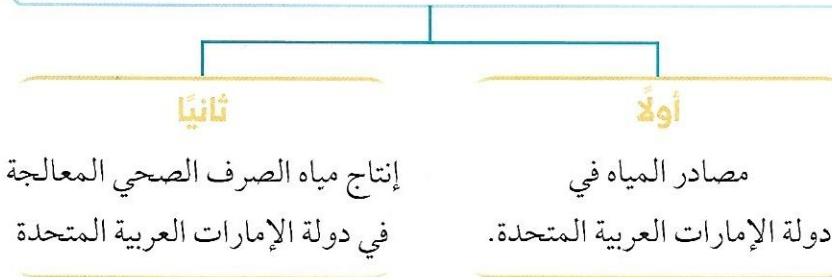 أولًا
مصادر المياه في
دولة الإمارات العربية المتحدة.
ثانيًا
إنتاج مياه الصرف الصحي المعالجة
في دولة الإمارات العربية المتحدة